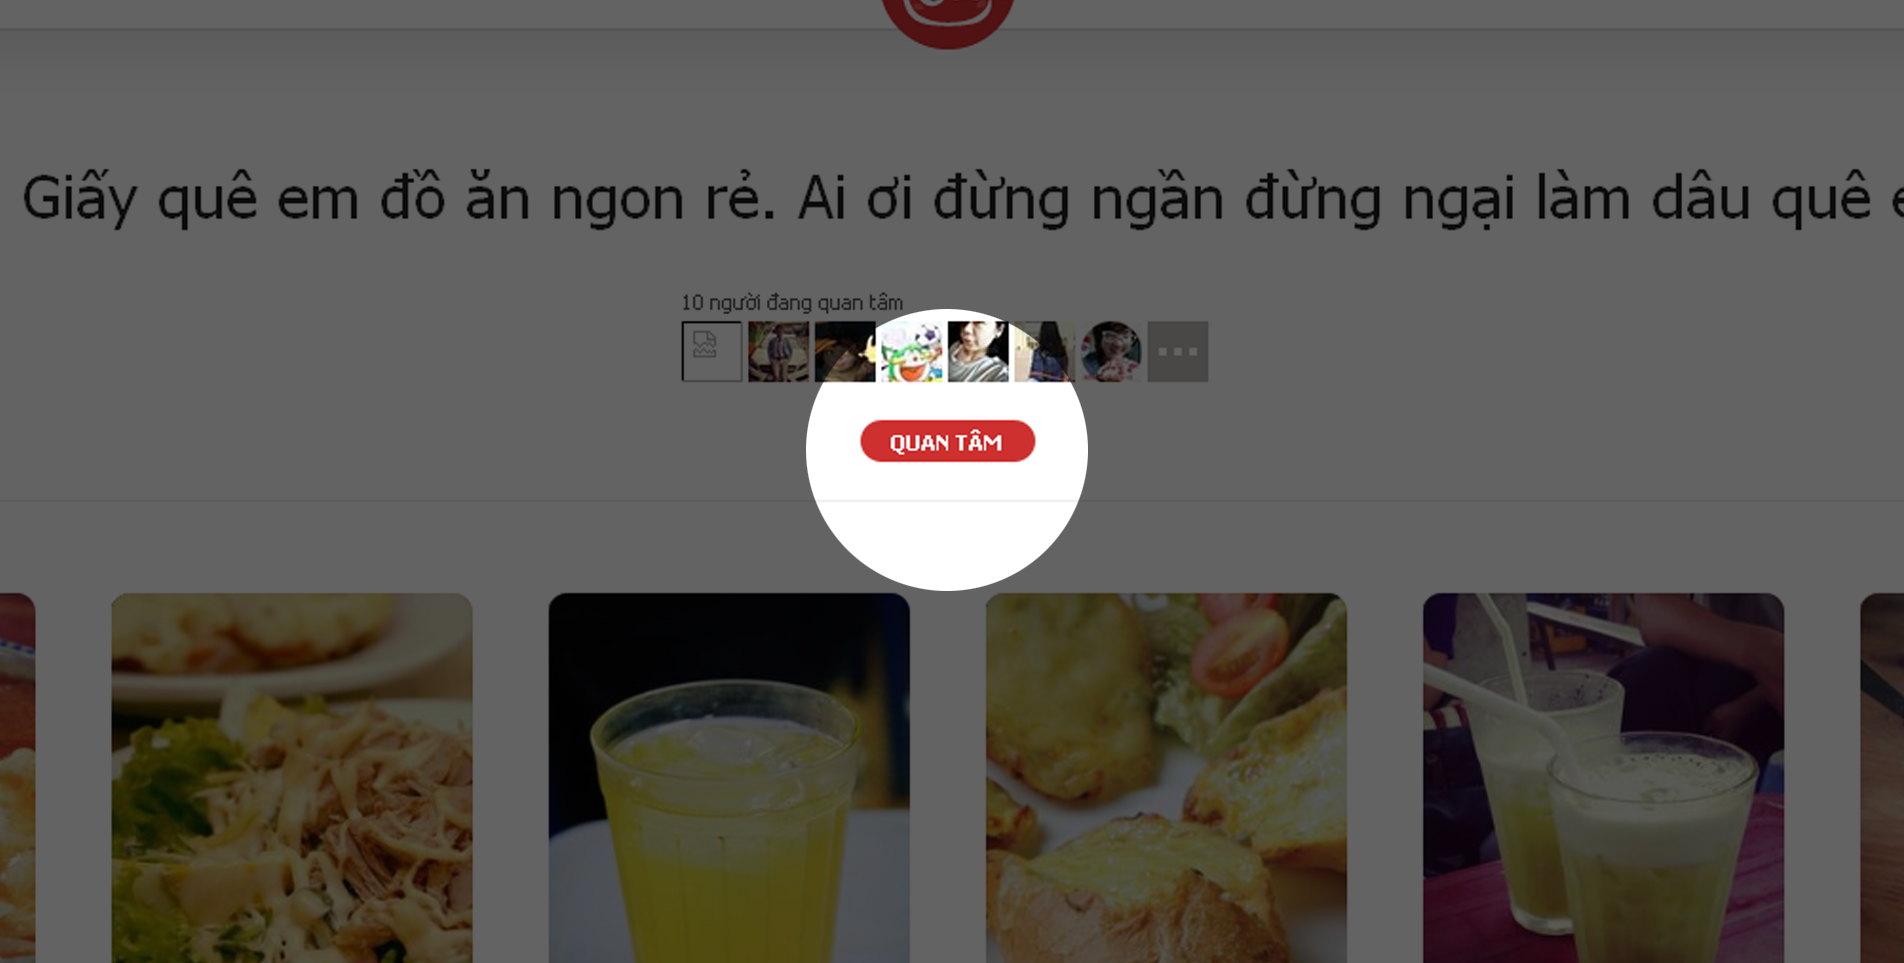 Giấy quê em đồ ăn ngon rẻ. Ai ơi đừng ngần đừng ngại làm dâu quê
10 người đang quan tâm
QUAN TÂM